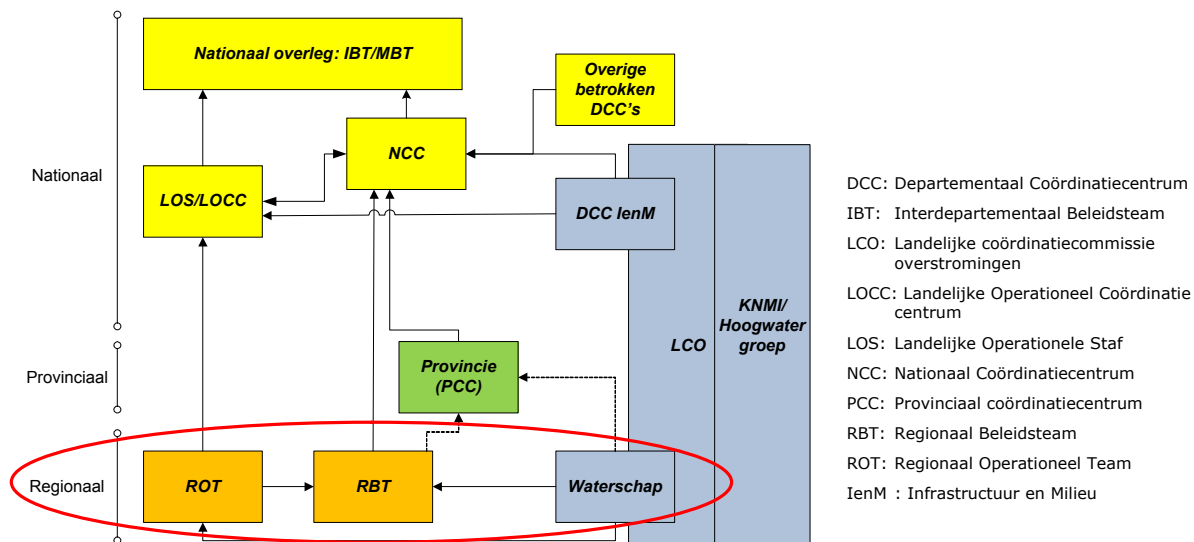 Nationaal overleg: IBT/MBT
Overige
betrokken
DCC's
NCC
Nationaal
LOS/LOCC
DCC IenM
KNMI/
Hoogwater
groep
LCO
Provinciaal
Provincie
(PCC)
Regionaal
ROT
RBT
Waterschap
DCC: Departementaal Coördinatiecentrum
IBT: Interdepartementaal Beleidsteam
LCO: Landelijke coördinatiecommissie
overstromingen
LOCC: Landelijke Operationeel Coördinatie
centrum
LOS: Landelijke Operationele Staf
NCC: Nationaal Coördinatiecentrum
PCC: Provinciaal coördinatiecentrum
RBT: Regionaal Beleidsteam
ROT: Regionaal Operationeel Team
IenM : Infrastructuur en Milieu